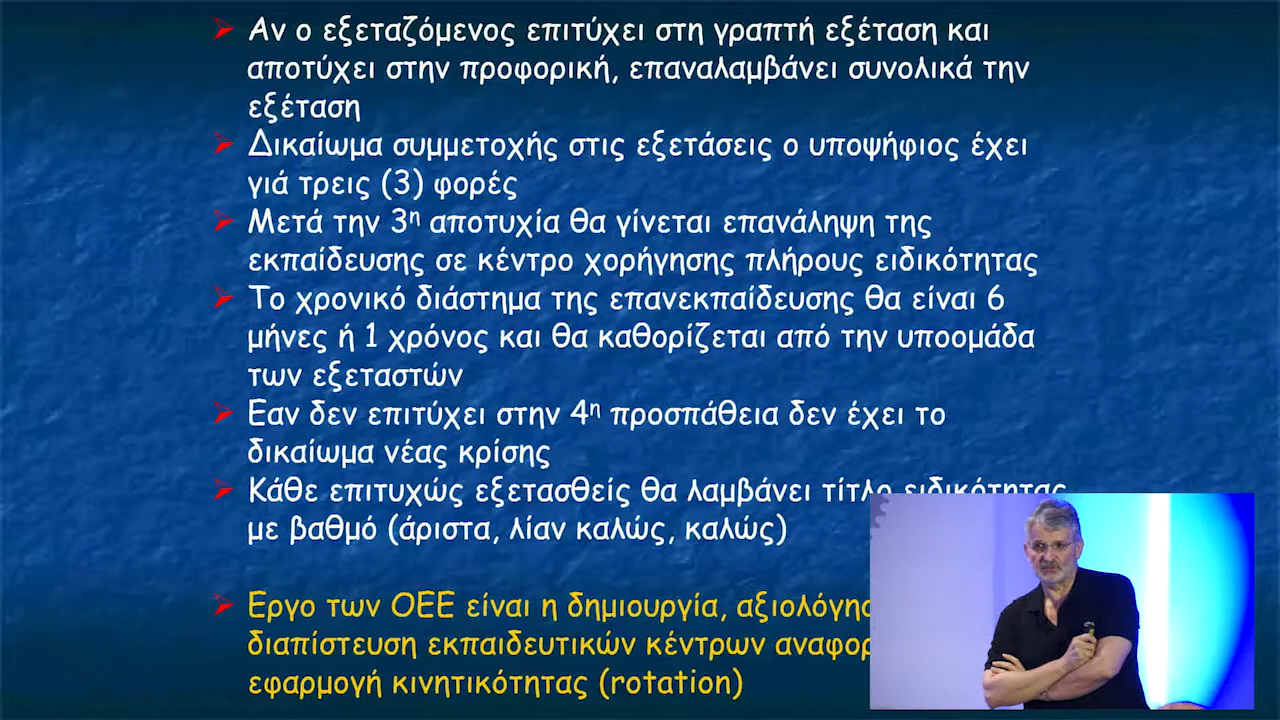 Αν ο εξεταζόμενος επιτύχει στη γραπτή εξέταση και
αποτύχει στην προφορική, επαναλαμβάνει συνολικά την
εξέταση
Δικαίωμα συμμετοχής στις εξετάσεις ο υποψήφιος έχει
γιά τρεις (3) φορές
Μετά την 3η αποτυχία θα γίνεται επανάληψη της
εκπαίδευσης σε κέντρο χορήγησης πλήρους ειδικότητας
Το χρονικό διάστημα της επανεκπαίδευσης θα είναι 6
μήνες ή 1 χρόνος και θα καθορίζεται από την υποομάδα
των εξεταστών
Εαν δεν επιτύχει στην 4η προσπάθεια δεν έχει το
δικαίωμα νέας κρίσης
Κάθε επιτυχώς εξετασθείς θα λαμβάνει τίτλο ειδικότητας
με βαθμό (άριστα, λίαν καλώς, καλώς)
Εργο των ΟΕΕ είναι η δημιουργία,
διαπίστευση εκπαιδευτικών κέντρων
εφαρμογή κινητικότητας (rotation)